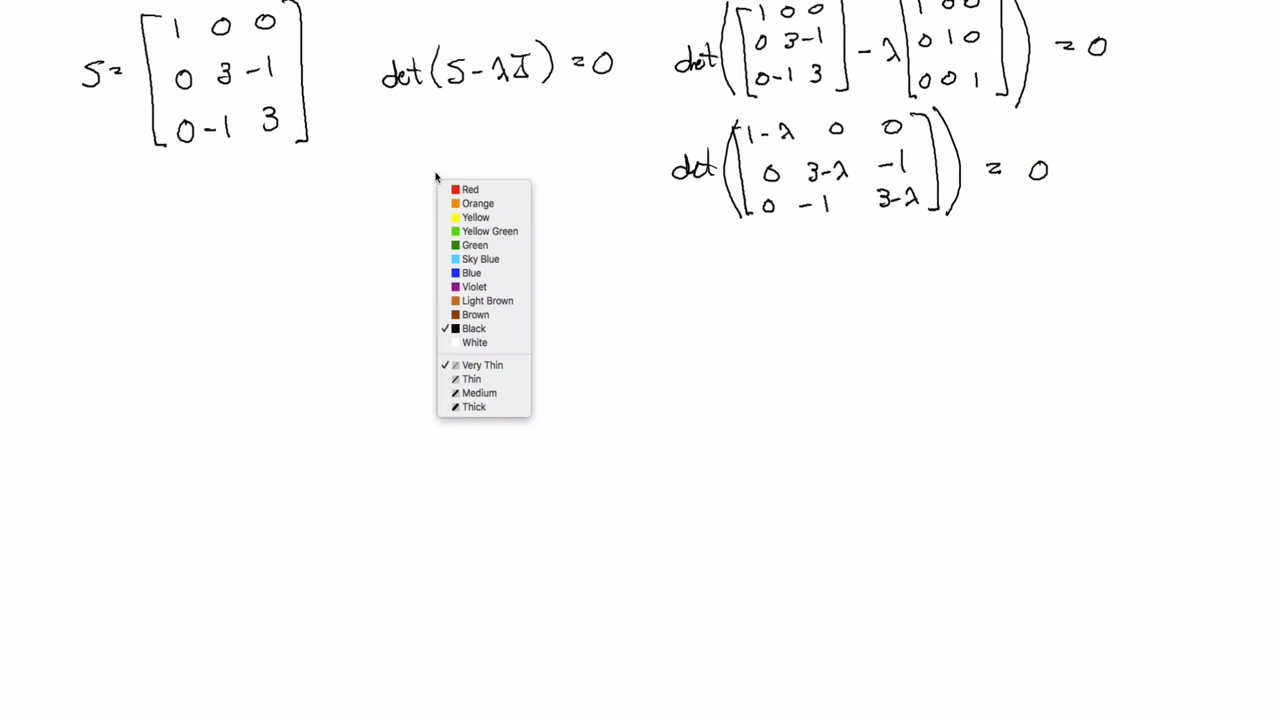 S = [ 1 0 0
0 3 -1
0 -1 3 ]
det(S - λI) = 0
det( [ 1 0 0
0 3 -1
0 -1 3 ] - λ [ 1 0 0
0 1 0
0 0 1 ] ) = 0
det( [ 1-λ 0 0
0 3-λ -1
0 -1 3-λ ] ) = 0
Red
Orange
Yellow
Yellow Green
Green
Sky Blue
Blue
Violet
Light Brown
Brown
✓ Black
White
✓ Very Thin
Thin
Medium
Thick